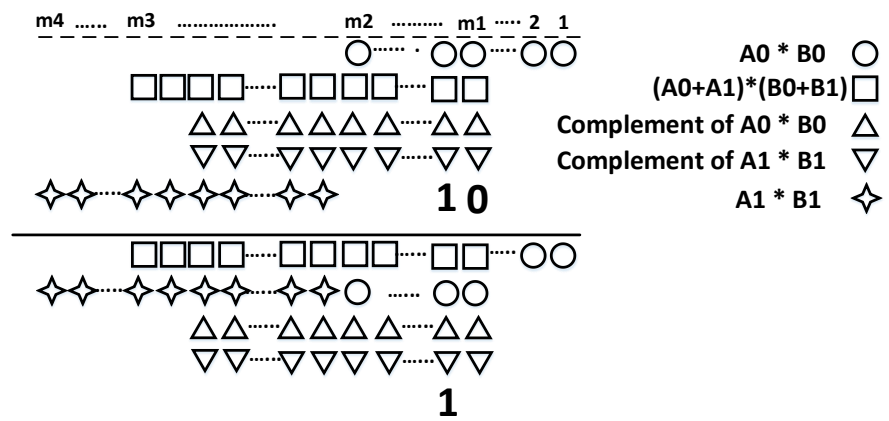 m4 ...... m3 .................... m2 .......... m1 ..... 2 1
A0 * B0
(A0+A1)*(B0+B1)
Complement of A0 * B0
Complement of A1 * B1
A1 * B1
1 0
1